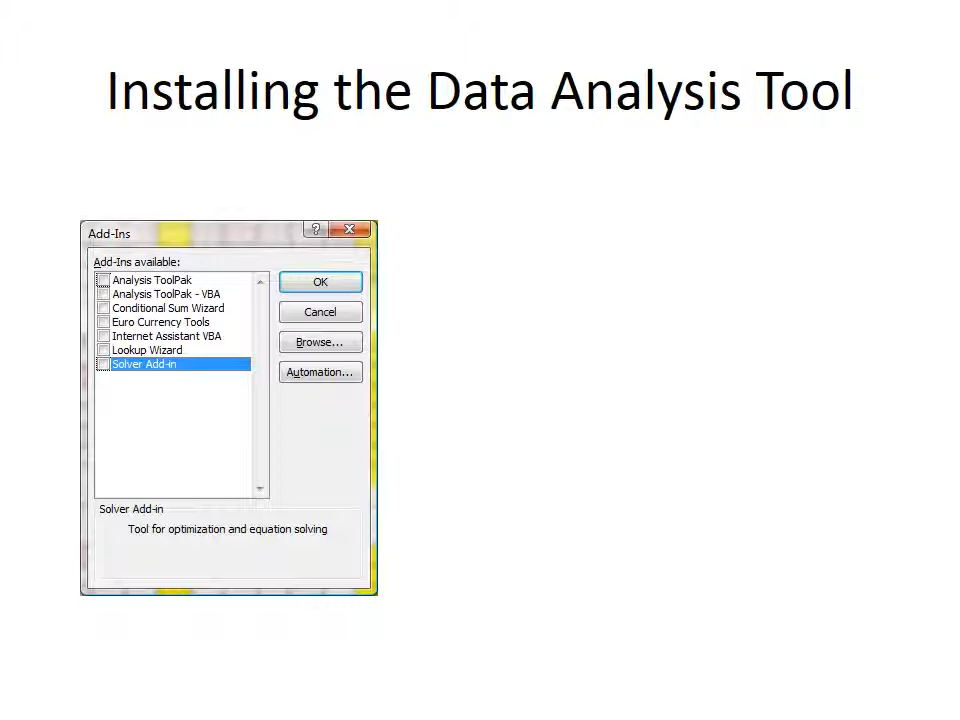 Installing the Data Analysis Tool
Add-Ins
?
Add-Ins available:
Analysis ToolPak
Analysis ToolPak - VBA
Conditional Sum Wizard
Euro Currency Tools
Internet Assistant VBA
Lookup Wizard
Solver Add-in
OK
Cancel
Browse...
Automation...
Solver Add-in
Tool for optimization and equation solving